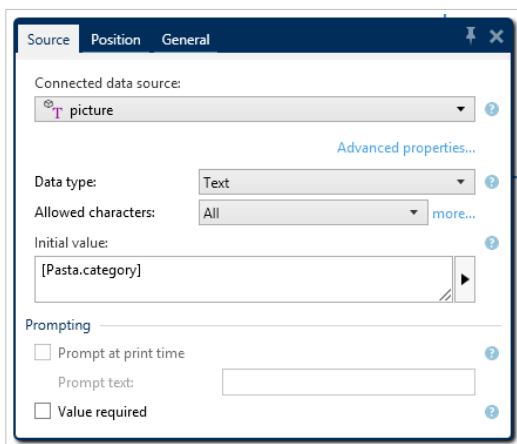 Source Position General
Connected data source:
T picture
Advanced properties...
Data type: Text
Allowed characters: All more...
Initial value:
[Pasta.category]
Prompting
Prompt at print time
Prompt text:
Value required